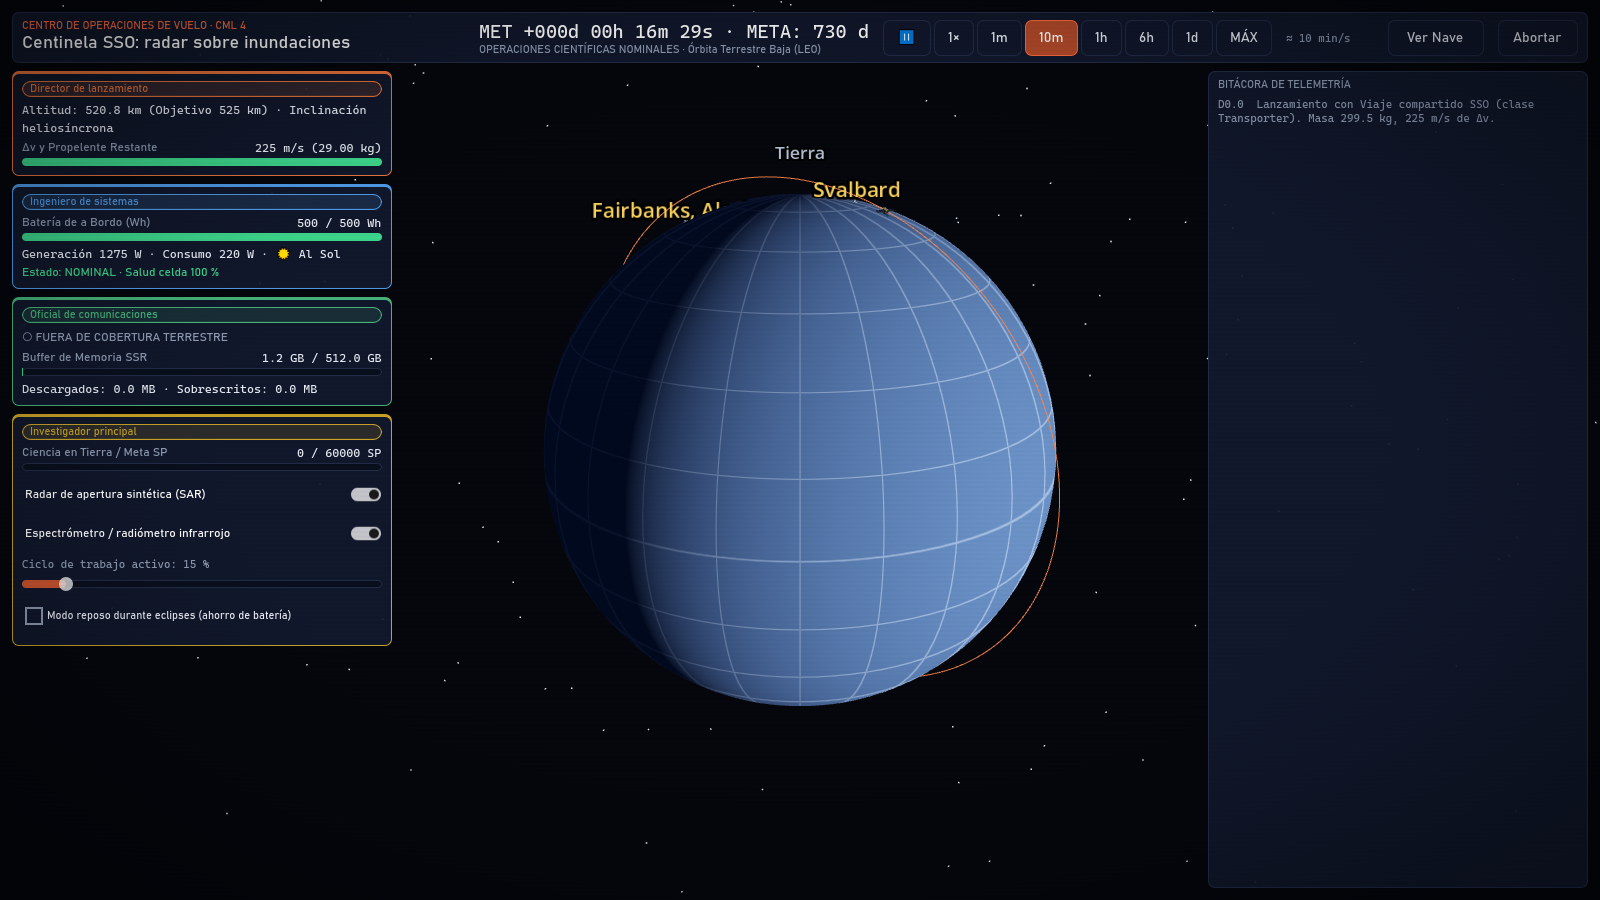 CENTRO DE OPERACIONES DE VUELO · CML 4
Centinela SSO: radar sobre inundaciones
MET +000d 00h 16m 29s · META: 730 d
OPERACIONES CIENTÍFICAS NOMINALES · Órbita Terrestre Baja (LEO)
1× 1m 10m 1h 6h 1d MÁX ≈ 10 min/s Ver Nave Abortar
Director de lanzamiento
Altitud: 520.8 km (Objetivo 525 km) · Inclinación
heliosíncrona
Δv y Propelente Restante 225 m/s (29.00 kg)
Ingeniero de sistemas
Batería de a Bordo (Wh) 500 / 500 Wh
Generación 1275 W · Consumo 220 W · Al Sol
Estado: NOMINAL · Salud celda 100 %
Oficial de comunicaciones
○ FUERA DE COBERTURA TERRESTRE
Buffer de Memoria SSR 1.2 GB / 512.0 GB
Descargados: 0.0 MB · Sobrescritos: 0.0 MB
Investigador principal
Ciencia en Tierra / Meta SP 0 / 60000 SP
Radar de apertura sintética (SAR)
Espectrómetro / radiómetro infrarrojo
Ciclo de trabajo activo: 15 %
Modo reposo durante eclipses (ahorro de batería)
Tierra
Svalbard
Fairbanks,
BITÁCORA DE TELEMETRÍA
D0.0 Lanzamiento con Viaje compartido SSO (clase
Transporter). Masa 299.5 kg, 225 m/s de Δv.